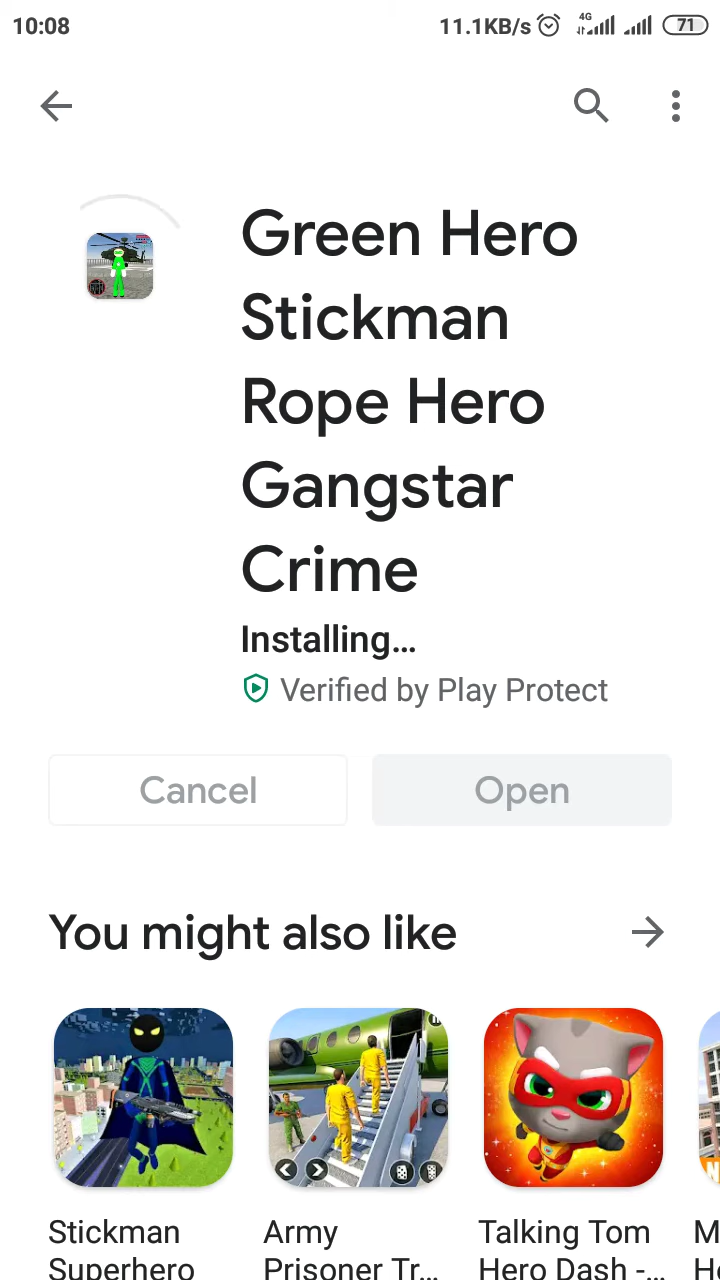 10:08 11.1KB/s 4G 71
Green Hero
Stickman
Rope Hero
Gangstar
Crime
Installing...
Verified by Play Protect
Cancel Open
You might also like
Stickman Army Talking Tom M
Superhero Prisoner Tr... Hero Dash -... H